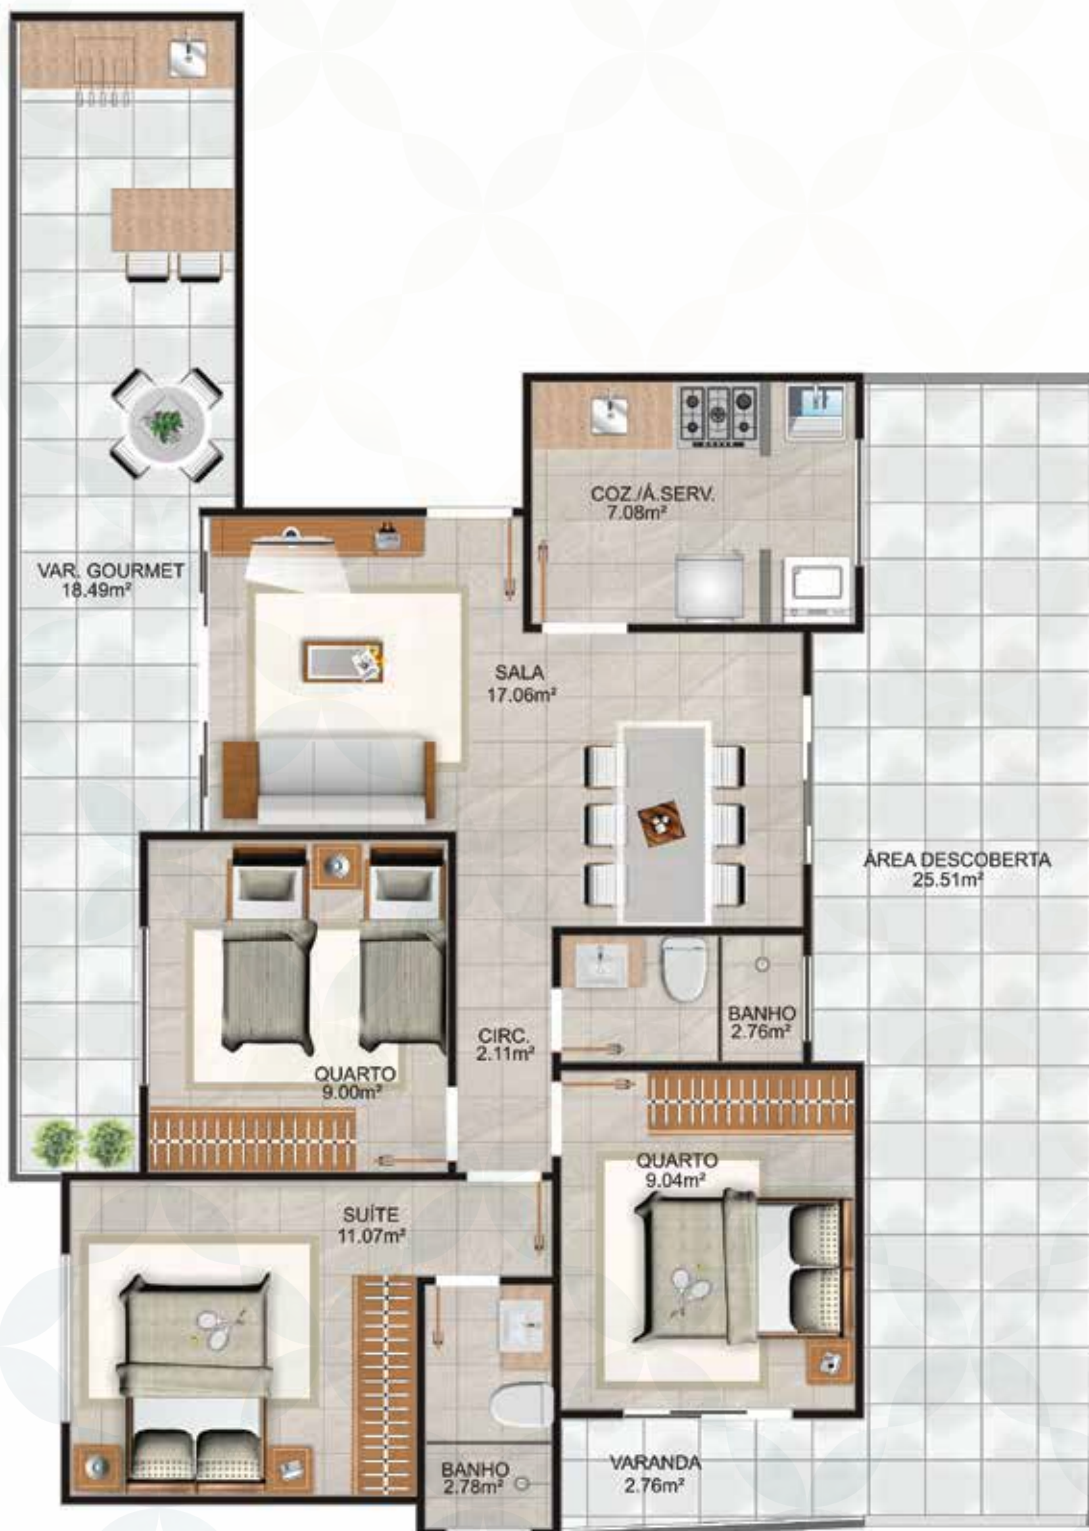 COZ./Á.SERV.
7.08m²
VAR. GOURMET
18.49m²
SALA
17.06m²
ÁREA DESCOBERTA
25.51m²
BANHO
2.76m²
CIRC.
2.11m²
QUARTO
9.00m²
QUARTO
9.04m²
SUÍTE
11.07m²
BANHO
2.78m²
VARANDA
2.76m²